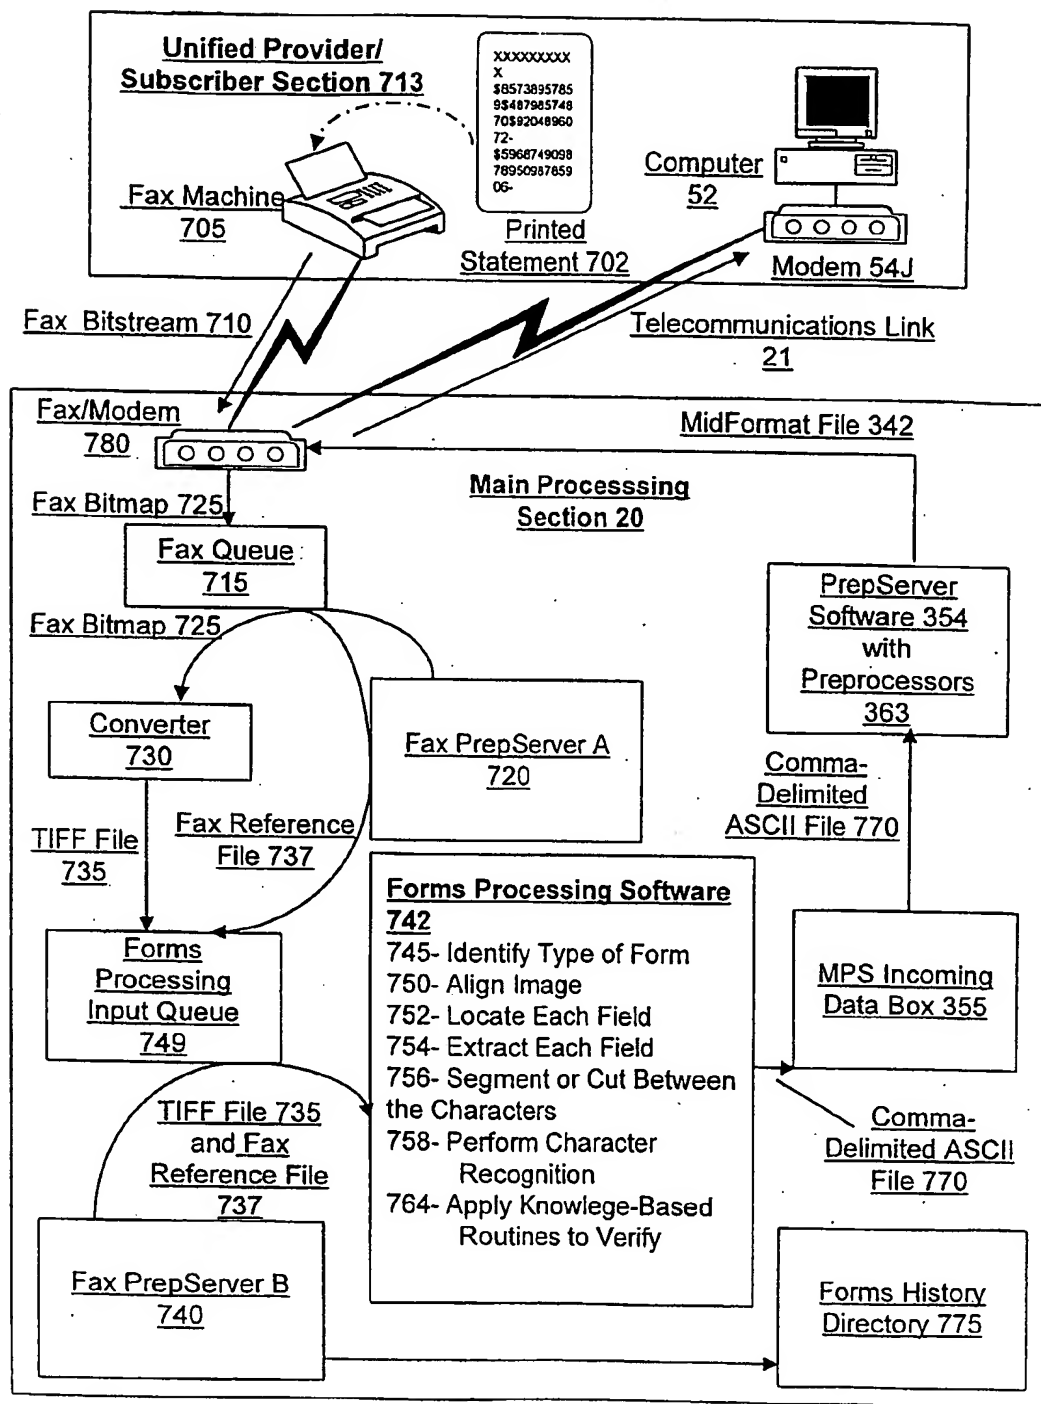 Unified Provider/
Subscriber Section 713
XXXXXXXXX
X
$8573895785
9$487985748
70$92048960
72-
$5968749098
78950987659
06-
Fax Machine
705
Printed
Statement 702
Computer
52
Modem 54J
Fax Bitstream 710
Telecommunications Link
21
Fax/Modem
780
MidFormat File 342
Main Processsing
Section 20
Fax Bitmap 725
Fax Queue
715
Fax Bitmap 725
PrepServer
Software 354
with
Preprocessors
363
Converter
730
Fax PrepServer A
720
Comma-
Delimited
ASCII File 770
TIFF File
735
Fax Reference
File 737
Forms
Processing
Input Queue
749
Forms Processing Software
742
745- Identify Type of Form
750- Align Image
752- Locate Each Field
754- Extract Each Field
756- Segment or Cut Between
the Characters
758- Perform Character
Recognition
764- Apply Knowlege-Based
Routines to Verify
MPS Incoming
Data Box 355
TIFF File 735
and Fax
Reference File
737
Comma-
Delimited ASCII
File 770
Fax PrepServer B
740
Forms History
Directory 775